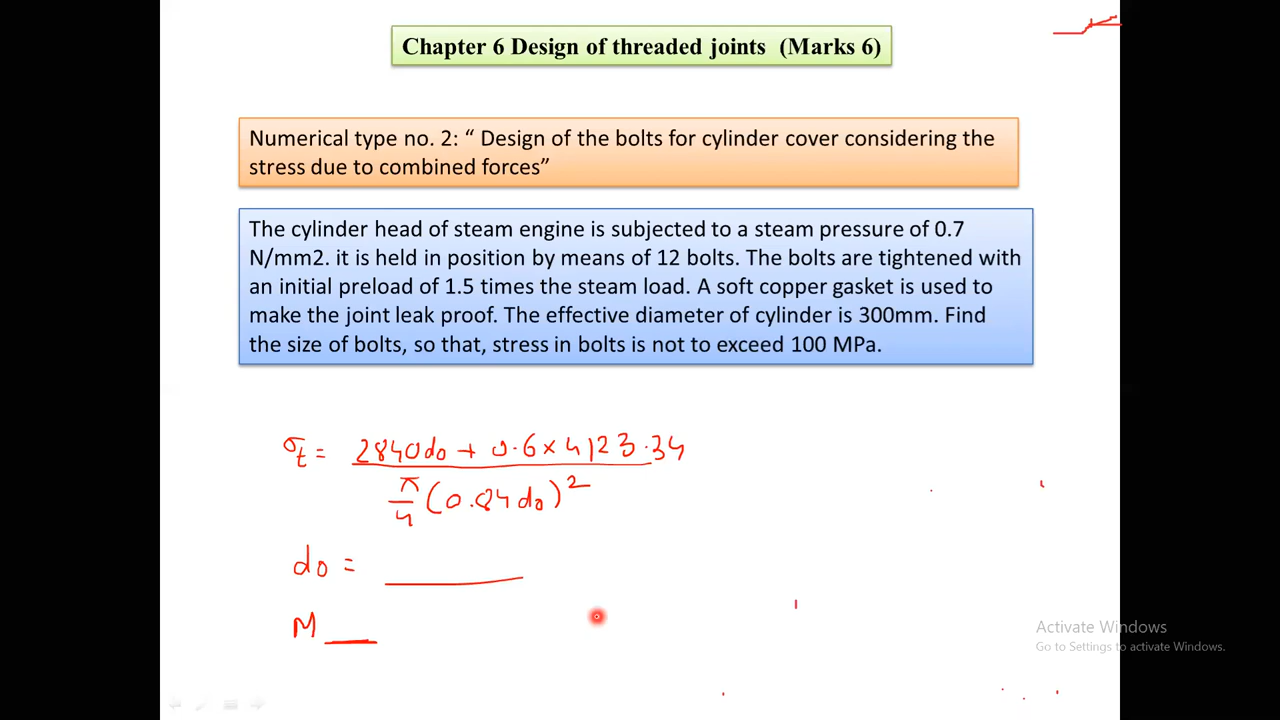 Chapter 6 Design of threaded joints (Marks 6)
Numerical type no. 2: “ Design of the bolts for cylinder cover considering the
stress due to combined forces”
The cylinder head of steam engine is subjected to a steam pressure of 0.7
N/mm2. it is held in position by means of 12 bolts. The bolts are tightened with
an initial preload of 1.5 times the steam load. A soft copper gasket is used to
make the joint leak proof. The effective diameter of cylinder is 300mm. Find
the size of bolts, so that, stress in bolts is not to exceed 100 MPa.
σt = 2840do + 0.6 × 4123.34
π/4 (0.84do)²
do =
M
Activate Windows
Go to Settings to activate Windows.